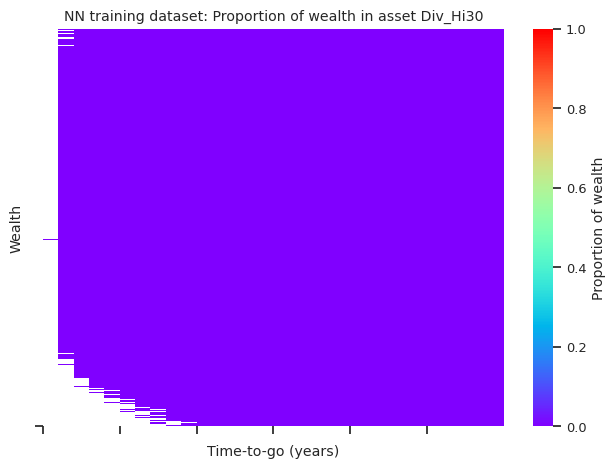 NN training dataset: Proportion of wealth in asset Div_Hi30
Wealth
Time-to-go (years)
1.0
0.8
0.6
0.4
0.2
0.0
Proportion of wealth